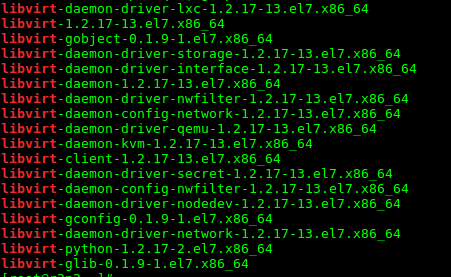 libvirt-daemon-driver-lxc-1.2.17-13.el7.x86_64
libvirt-1.2.17-13.el7.x86_64
libvirt-gobject-0.1.9-1.el7.x86_64
libvirt-daemon-driver-storage-1.2.17-13.el7.x86_64
libvirt-daemon-driver-interface-1.2.17-13.el7.x86_64
libvirt-daemon-1.2.17-13.el7.x86_64
libvirt-daemon-driver-nwfilter-1.2.17-13.el7.x86_64
libvirt-daemon-config-network-1.2.17-13.el7.x86_64
libvirt-daemon-driver-qemu-1.2.17-13.el7.x86_64
libvirt-daemon-kvm-1.2.17-13.el7.x86_64
libvirt-client-1.2.17-13.el7.x86_64
libvirt-daemon-driver-secret-1.2.17-13.el7.x86_64
libvirt-daemon-config-nwfilter-1.2.17-13.el7.x86_64
libvirt-daemon-driver-nodedev-1.2.17-13.el7.x86_64
libvirt-gconfig-0.1.9-1.el7.x86_64
libvirt-daemon-driver-network-1.2.17-13.el7.x86_64
libvirt-python-1.2.17-2.el7.x86_64
libvirt-glib-0.1.9-1.el7.x86_64